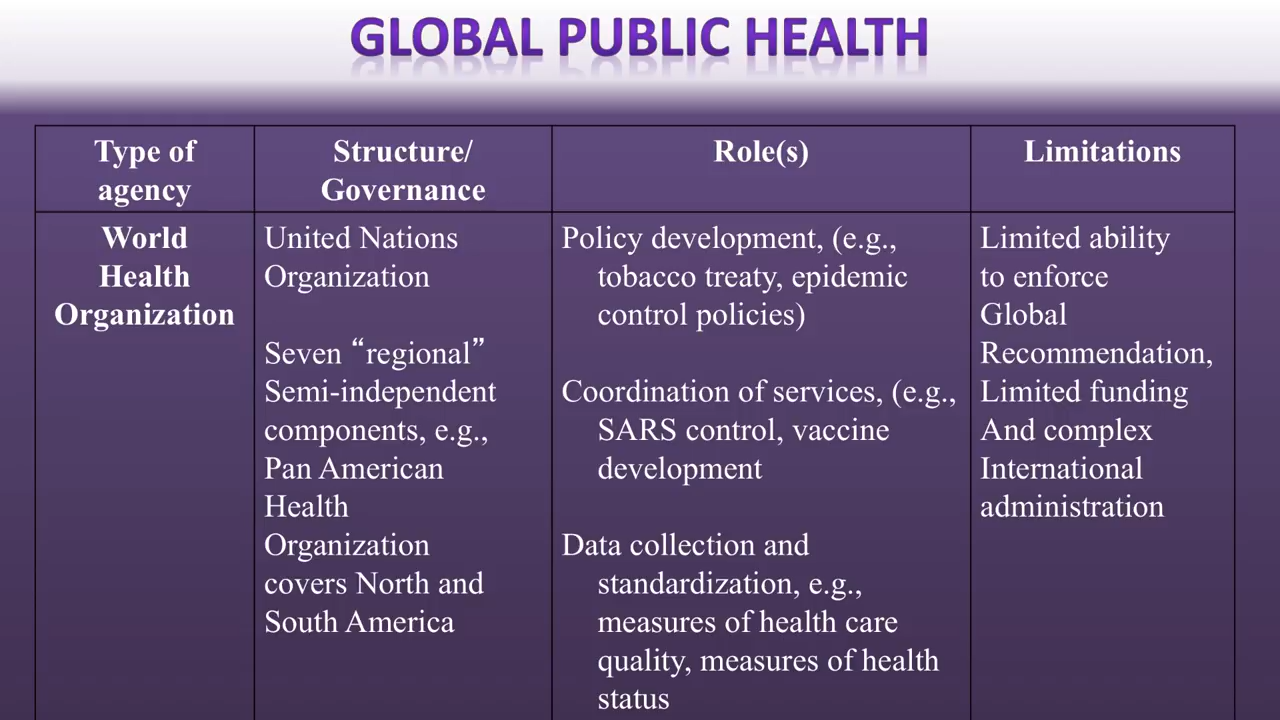 GLOBAL PUBLIC HEALTH
Type of
agency
Structure/
Governance
Role(s)
Limitations
World
Health
Organization
United Nations
Organization
Seven “regional”
Semi-independent
components, e.g.,
Pan American
Health
Organization
covers North and
South America
Policy development, (e.g.,
tobacco treaty, epidemic
control policies)
Coordination of services, (e.g.,
SARS control, vaccine
development
Data collection and
standardization, e.g.,
measures of health care
quality, measures of health
status
Limited ability
to enforce
Global
Recommendation,
Limited funding
And complex
International
administration